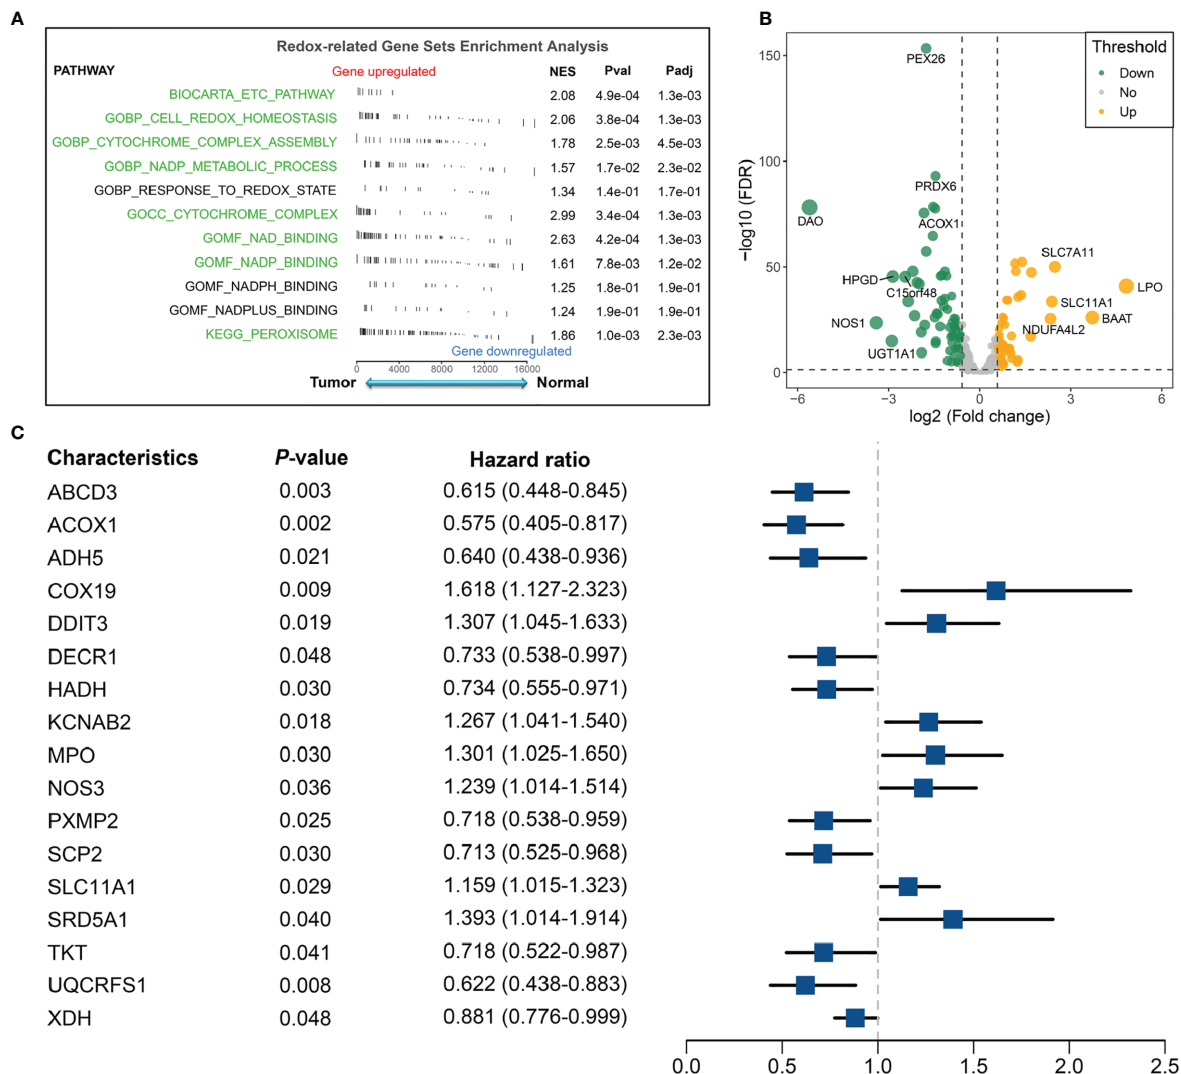 A
Redox-related Gene Sets Enrichment Analysis
PATHWAY Gene upregulated NES Pval Padj
BIOCARTA_ETC_PATHWAY 2.08 4.9e-04 1.3e-03
GOBP_CELL_REDOX_HOMEOSTASIS 2.06 3.8e-04 1.3e-03
GOBP_CYTOCHROME_COMPLEX_ASSEMBLY 1.78 2.5e-03 4.5e-03
GOBP_NADP_METABOLIC_PROCESS 1.57 1.7e-02 2.3e-02
GOBP_RESPONSE_TO_REDOX_STATE 1.34 1.4e-01 1.7e-01
GOCC_CYTOCHROME_COMPLEX 2.99 3.4e-04 1.3e-03
GOMF_NAD_BINDING 2.63 4.2e-04 1.3e-03
GOMF_NADP_BINDING 1.61 7.8e-03 1.2e-02
GOMF_NADPH_BINDING 1.25 1.8e-01 1.9e-01
GOMF_NADPLUS_BINDING 1.24 1.9e-01 1.9e-01
KEGG_PEROXISOME 1.86 1.0e-03 2.3e-03
Gene downregulated
0 4000 8000 12000 16000
Tumor Normal
B
Threshold
Down
No
Up
PEX26
PRDX6
DAO
ACOX1
SLC7A11
HPGD
C15orf48
LPO
SLC11A1
NOS1
BAAT
NDUFA4L2
UGT1A1
150
100
50
0
−log10 (FDR)
−6 −3 0 3 6
log2 (Fold change)
C
Characteristics P-value Hazard ratio
ABCD3 0.003 0.615 (0.448-0.845)
ACOX1 0.002 0.575 (0.405-0.817)
ADH5 0.021 0.640 (0.438-0.936)
COX19 0.009 1.618 (1.127-2.323)
DDIT3 0.019 1.307 (1.045-1.633)
DECR1 0.048 0.733 (0.538-0.997)
HADH 0.030 0.734 (0.555-0.971)
KCNAB2 0.018 1.267 (1.041-1.540)
MPO 0.030 1.301 (1.025-1.650)
NOS3 0.036 1.239 (1.014-1.514)
PXMP2 0.025 0.718 (0.538-0.959)
SCP2 0.030 0.713 (0.525-0.968)
SLC11A1 0.029 1.159 (1.015-1.323)
SRD5A1 0.040 1.393 (1.014-1.914)
TKT 0.041 0.718 (0.522-0.987)
UQCRFS1 0.008 0.622 (0.438-0.883)
XDH 0.048 0.881 (0.776-0.999)
0.0 0.5 1.0 1.5 2.0 2.5